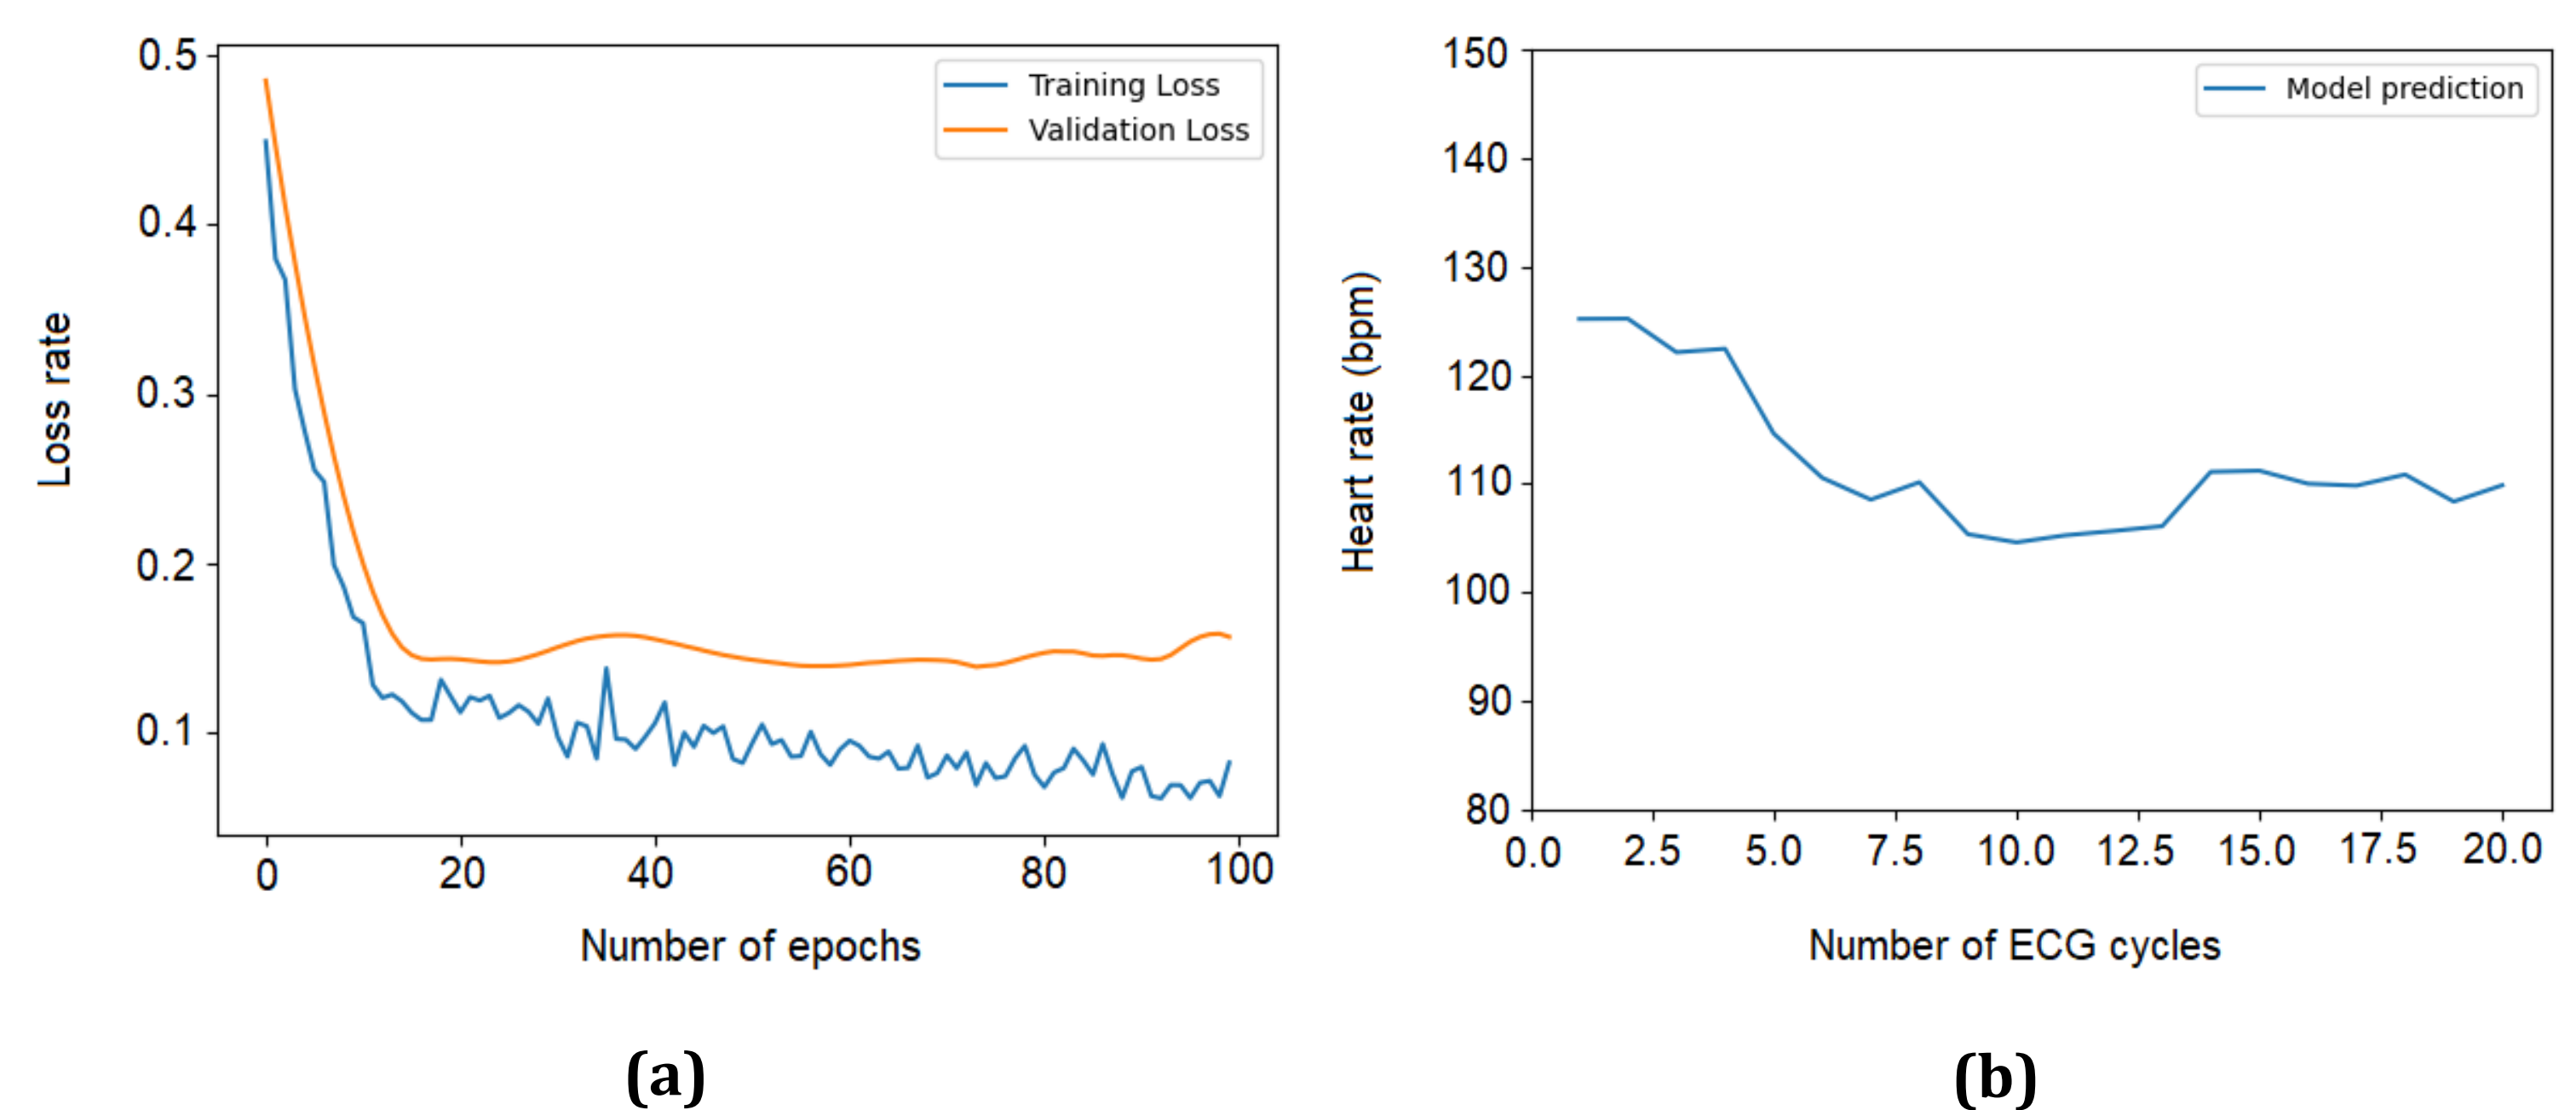 0.5
0.4
0.3
0.2
0.1
Loss rate
Training Loss
Validation Loss
0 20 40 60 80 100
Number of epochs
(a)
150
140
130
120
110
100
90
80
Heart rate (bpm)
Model prediction
0.0 2.5 5.0 7.5 10.0 12.5 15.0 17.5 20.0
Number of ECG cycles
(b)